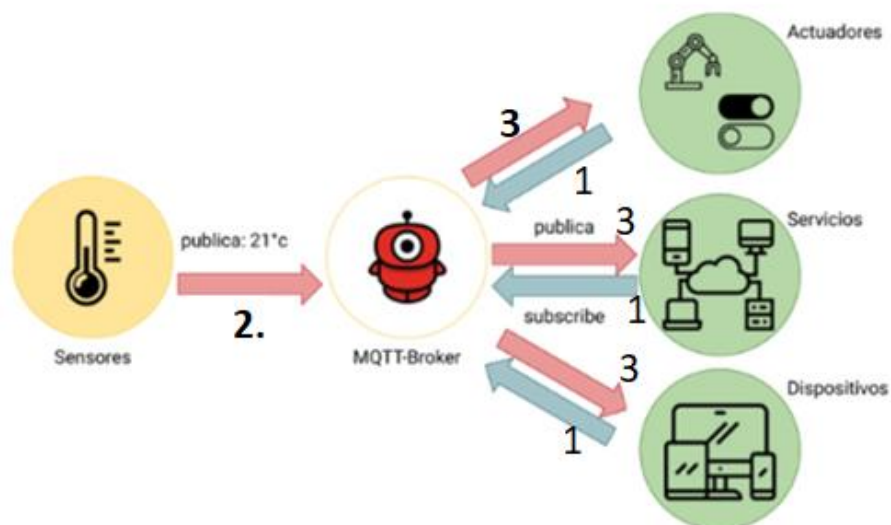 Actuadores
3
1
Servicios
publica: 21°c
publica
3
2.
subscribe
1
Sensores
MQTT-Broker
3
Dispositivos
1